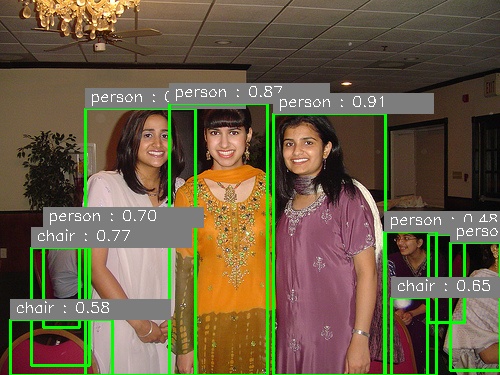 person : 0.87
person : 0.91
person : 0.70
person : 0.48
perso
chair : 0.77
chair : 0.65
chair : 0.58